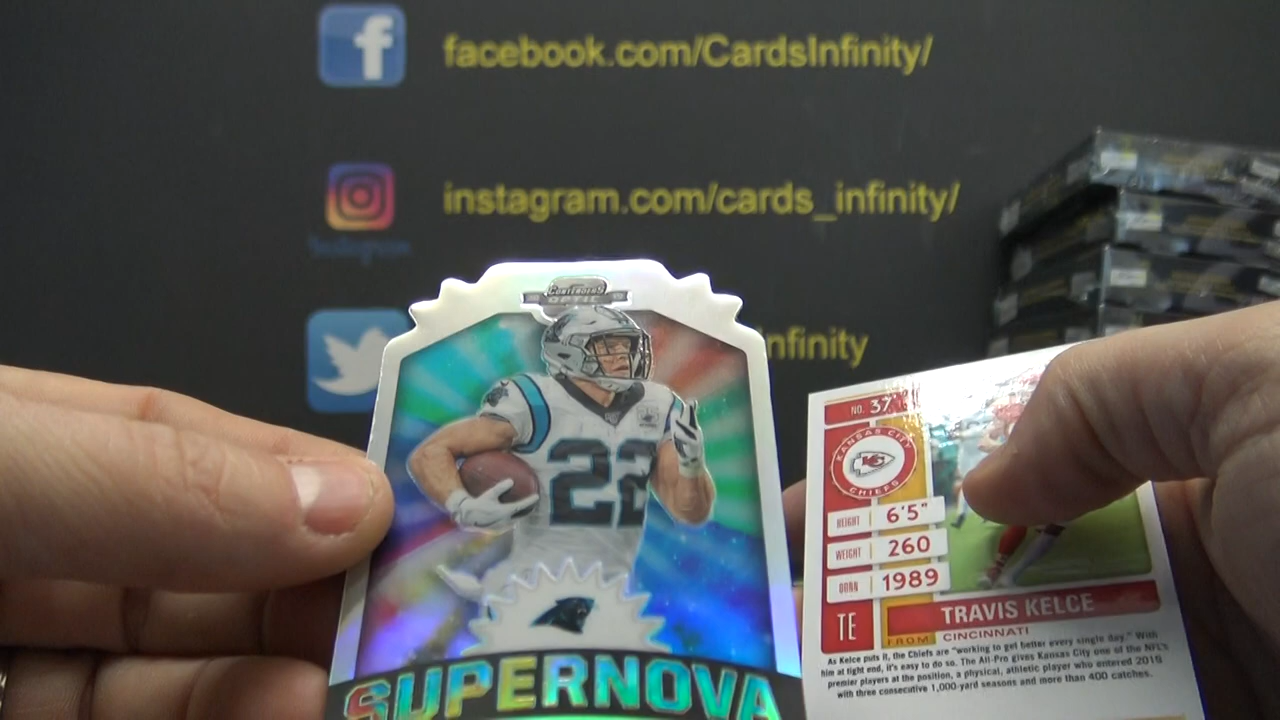 facebook.com/CardsInfinity/
instagram.com/cards_infinity/
Instagram
nfinity/
CONTENDERS
OPTIC
22
SUPERNOVA
NO. 37
KANSAS CITY
CHIEFS
KC
HEIGHT 6'5"
WEIGHT 260
BORN 1989
TE
TRAVIS KELCE
FROM: CINCINNATI
As Kelce puts it, the Chiefs are "working to get better every single day." With
him at tight end, it's easy to do so. The All-Pro gives Kansas City one of the NFL's
premier players at the position, a physical, athletic player who entered 2019
with three consecutive 1,000-yard seasons and more than 400 catches.